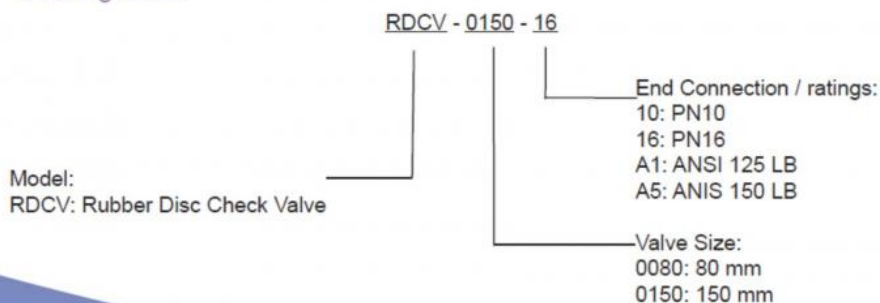 RDCV - 0150 - 16
End Connection / ratings:
10: PN10
16: PN16
A1: ANSI 125 LB
A5: ANIS 150 LB
Model:
RDCV: Rubber Disc Check Valve
Valve Size:
0080: 80 mm
0150: 150 mm